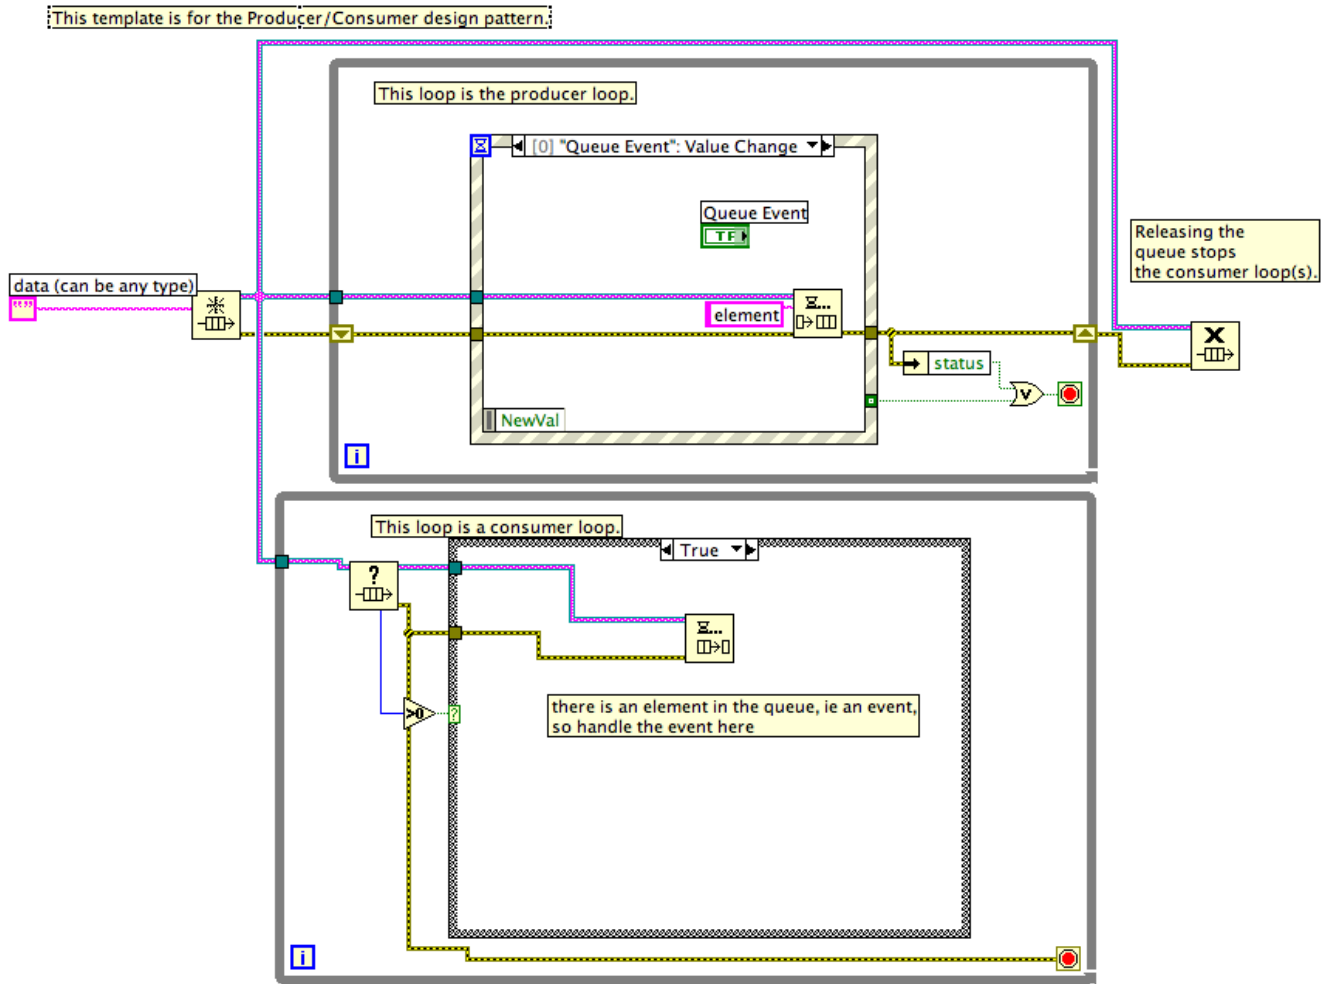 This template is for the Producer/Consumer design pattern.
This loop is the producer loop.
[0] "Queue Event": Value Change
Queue Event
TF
Releasing the
queue stops
the consumer loop(s).
data (can be any type)
element
status
NewVal
i
This loop is a consumer loop.
True
?
?
>0
there is an element in the queue, ie an event,
so handle the event here
i